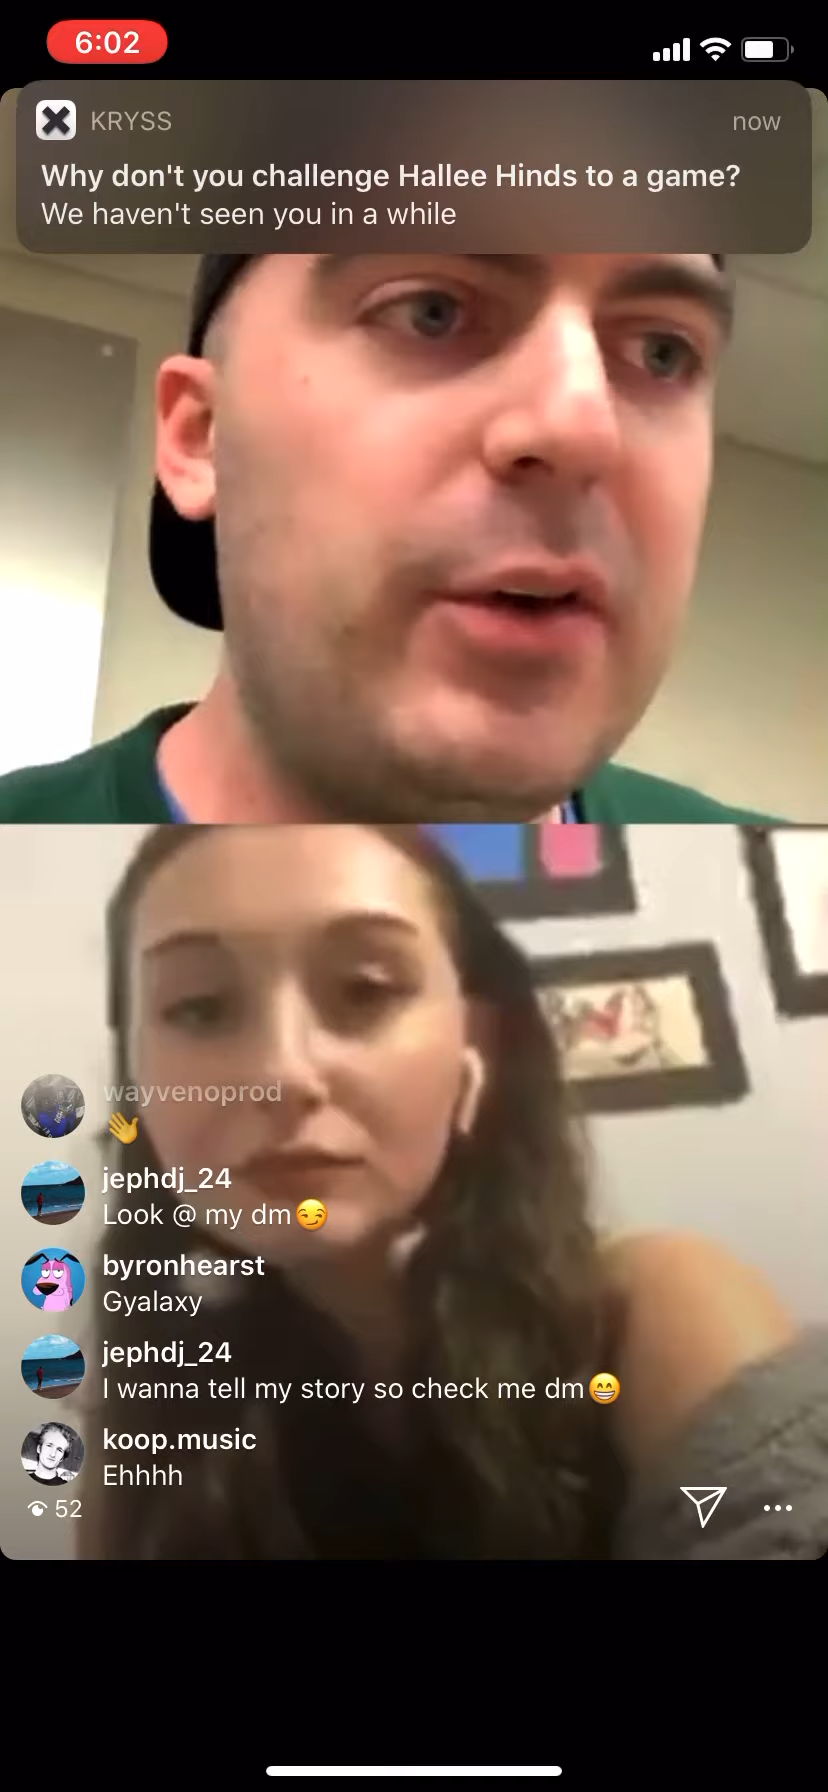 6:02
KRYSS
now
Why don't you challenge Hallee Hinds to a game?
We haven't seen you in a while
wayvenoprod
👋
jephdj_24
Look @ my dm😏
byronhearst
Gyalaxy
jephdj_24
I wanna tell my story so check me dm😁
koop.music
Ehhhh
52